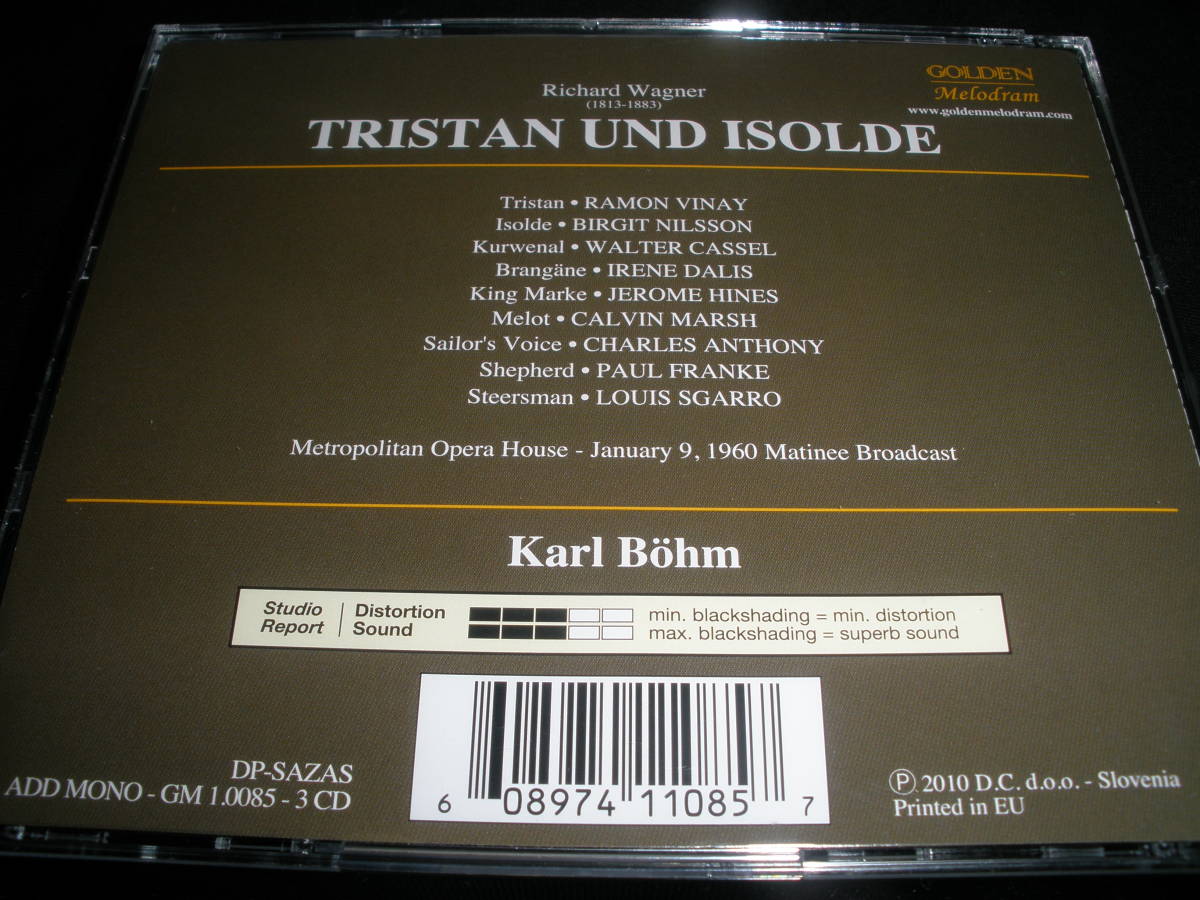 GOLDEN
Melodram
www.goldenmelodram.com
Richard Wagner
(1813-1883)
TRISTAN UND ISOLDE
Tristan • RAMON VINAY
Isolde • BIRGIT NILSSON
Kurwenal • WALTER CASSEL
Brangäne • IRENE DALIS
King Marke • JEROME HINES
Melot • CALVIN MARSH
Sailor's Voice • CHARLES ANTHONY
Shepherd • PAUL FRANKE
Steersman • LOUIS SGARRO
Metropolitan Opera House - January 9, 1960 Matinee Broadcast
Karl Böhm
Studio Report
Distortion
Sound
min. blackshading = min. distortion
max. blackshading = superb sound
DP-SAZAS
ADD MONO - GM 1.0085 - 3 CD
6 08974 11085 7
℗ 2010 D.C. d.o.o. - Slovenia
Printed in EU